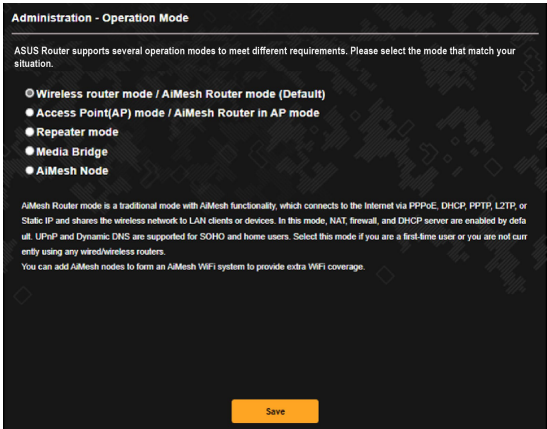 Administration - Operation Mode
ASUS Router supports several operation modes to meet different requirements. Please select the mode that match your
situation.
Wireless router mode / AiMesh Router mode (Default)
Access Point(AP) mode / AiMesh Router in AP mode
Repeater mode
Media Bridge
AiMesh Node
AiMesh Router mode is a traditional mode with AiMesh functionality, which connects to the Internet via PPPoE, DHCP, PPTP, L2TP, or
Static IP and shares the wireless network to LAN clients or devices. In this mode, NAT, firewall, and DHCP server are enabled by defa
ult. UPnP and Dynamic DNS are supported for SOHO and home users. Select this mode if you are a first-time user or you are not curr
ently using any wired/wireless routers.
You can add AiMesh nodes to form an AiMesh WiFi system to provide extra WiFi coverage.
Save